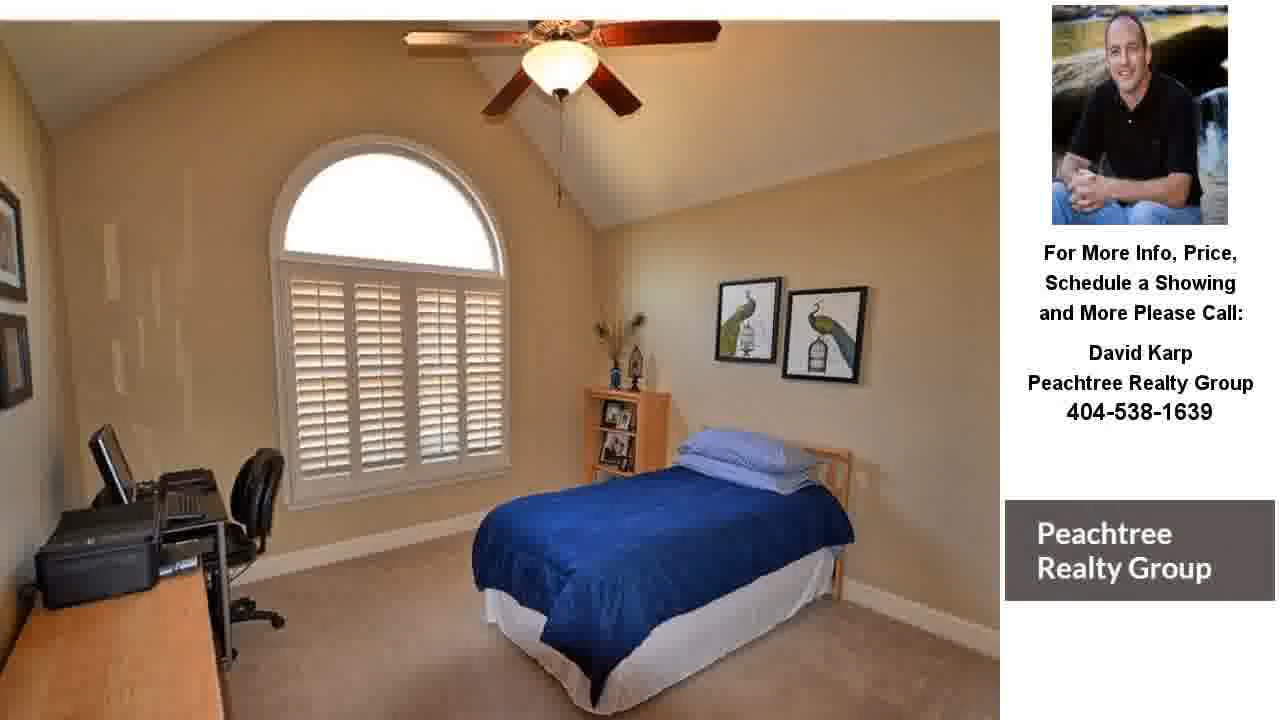 For More Info, Price,
Schedule a Showing
and More Please Call:
David Karp
Peachtree Realty Group
404-538-1639
Peachtree
Realty Group